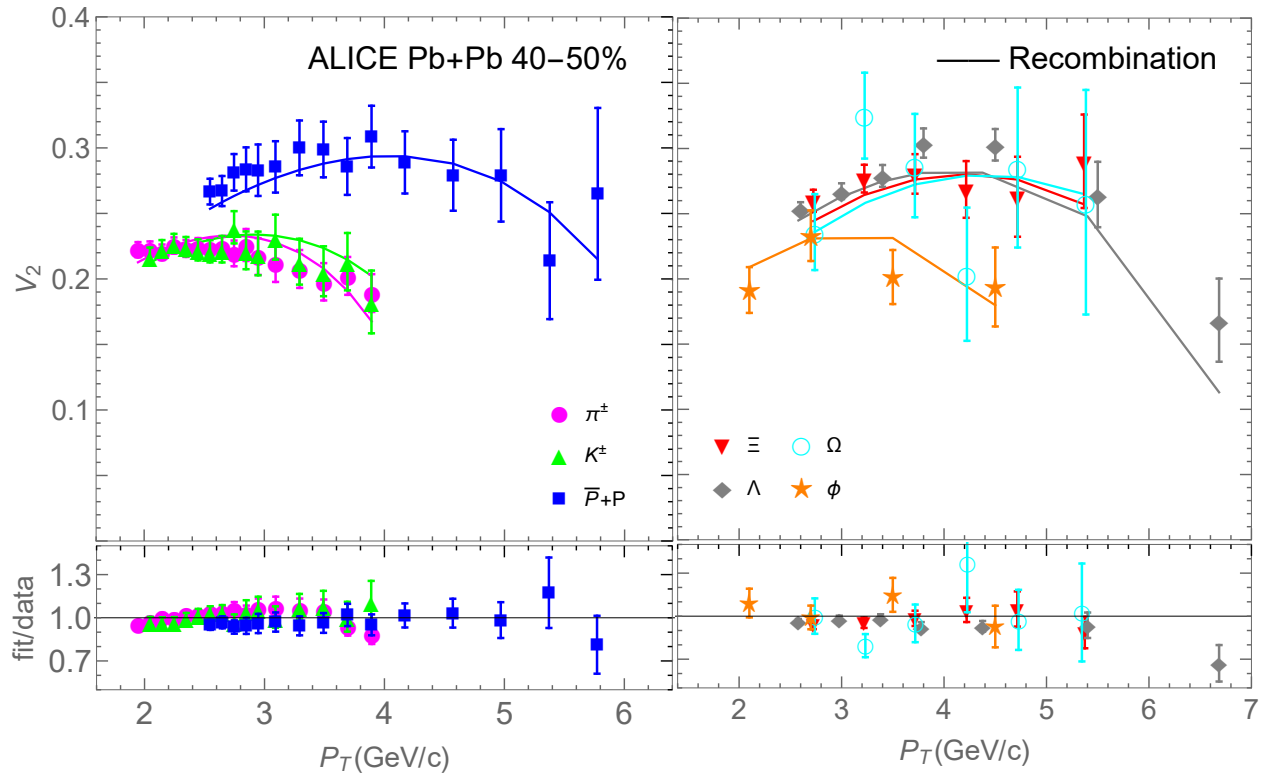 ALICE Pb+Pb 40–50%
Recombination
V2
0.4
0.3
0.2
0.1
π±
K±
P̅+P
Ξ
Ω
Λ
ϕ
fit/data
1.3
1.0
0.7
2 3 4 5 6
2 3 4 5 6 7
PT(GeV/c)
PT(GeV/c)